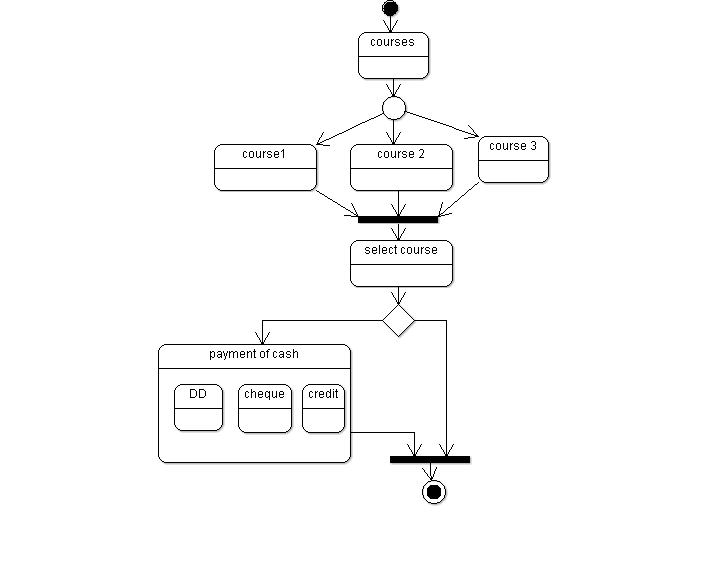 courses
course1
course 2
course 3
select course
payment of cash
DD
cheque
credit